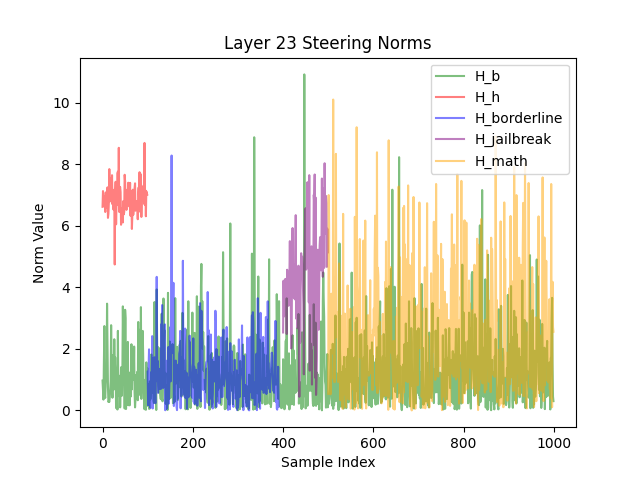 Layer 23 Steering Norms
Norm Value
10
8
6
4
2
0
H_b
H_h
H_borderline
H_jailbreak
H_math
0
200
400
600
800
1000
Sample Index